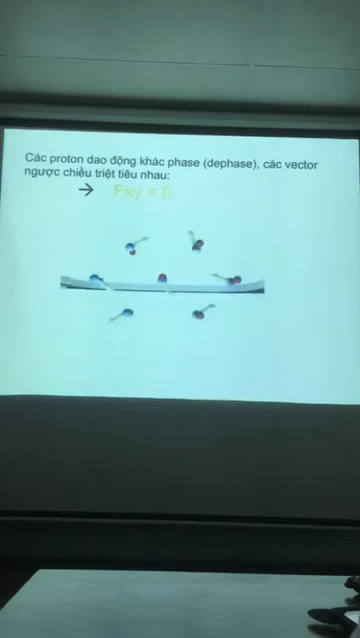 Các proton dao động khác phase (dephase), các vector
ngược chiều triệt tiêu nhau:
→ Fxy = 0